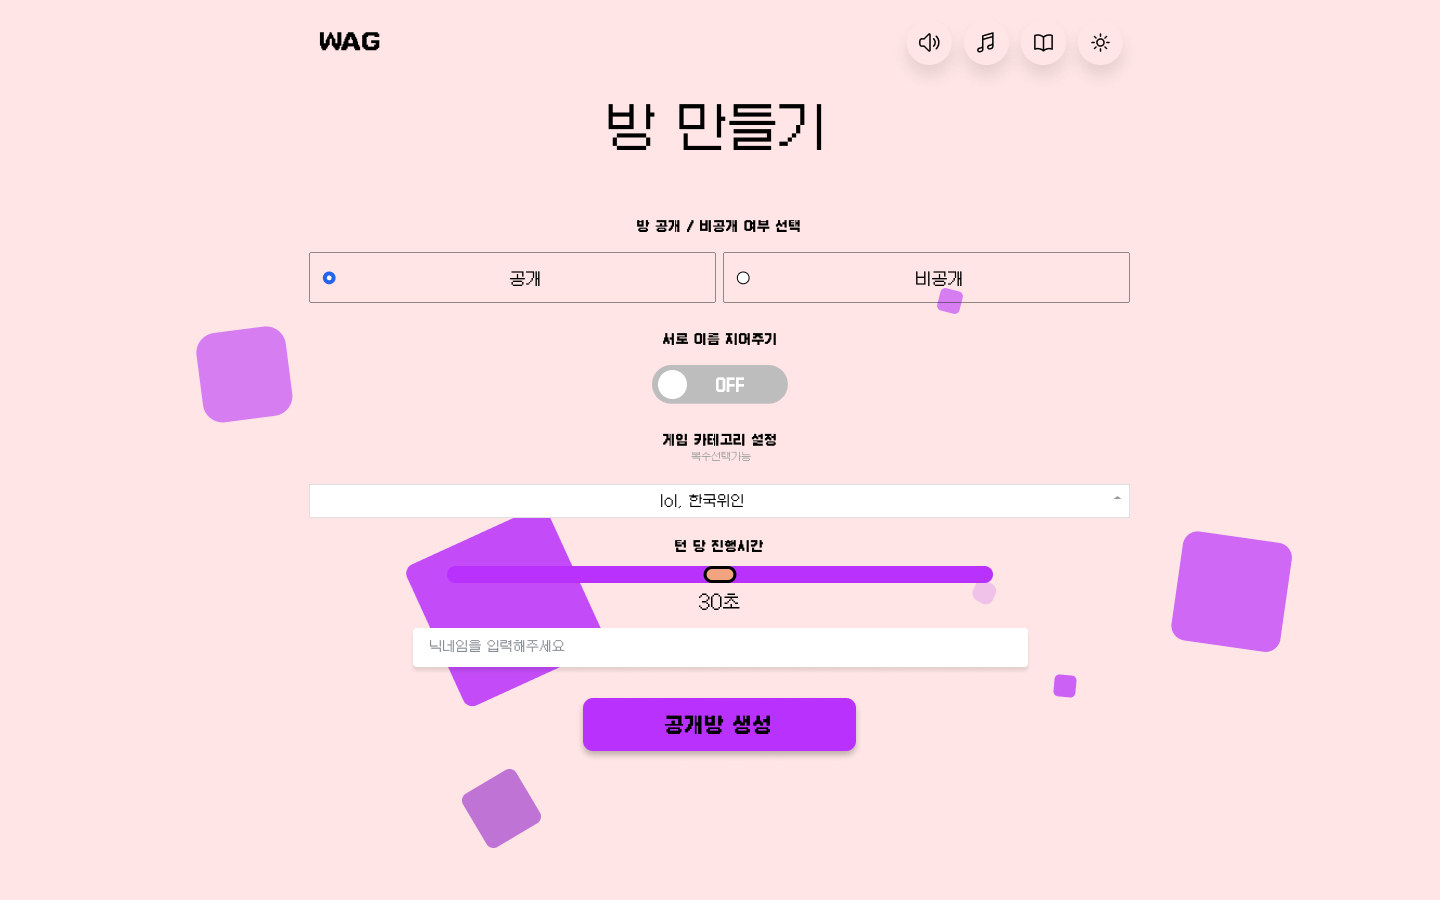 WAG
방 만들기
방 공개 / 비공개 여부 선택
공개
비공개
서로 이름 지어주기
OFF
게임 카테고리 설정
복수선택가능
lol, 한국위인
턴 당 진행시간
30초
닉네임을 입력해주세요
공개방 생성